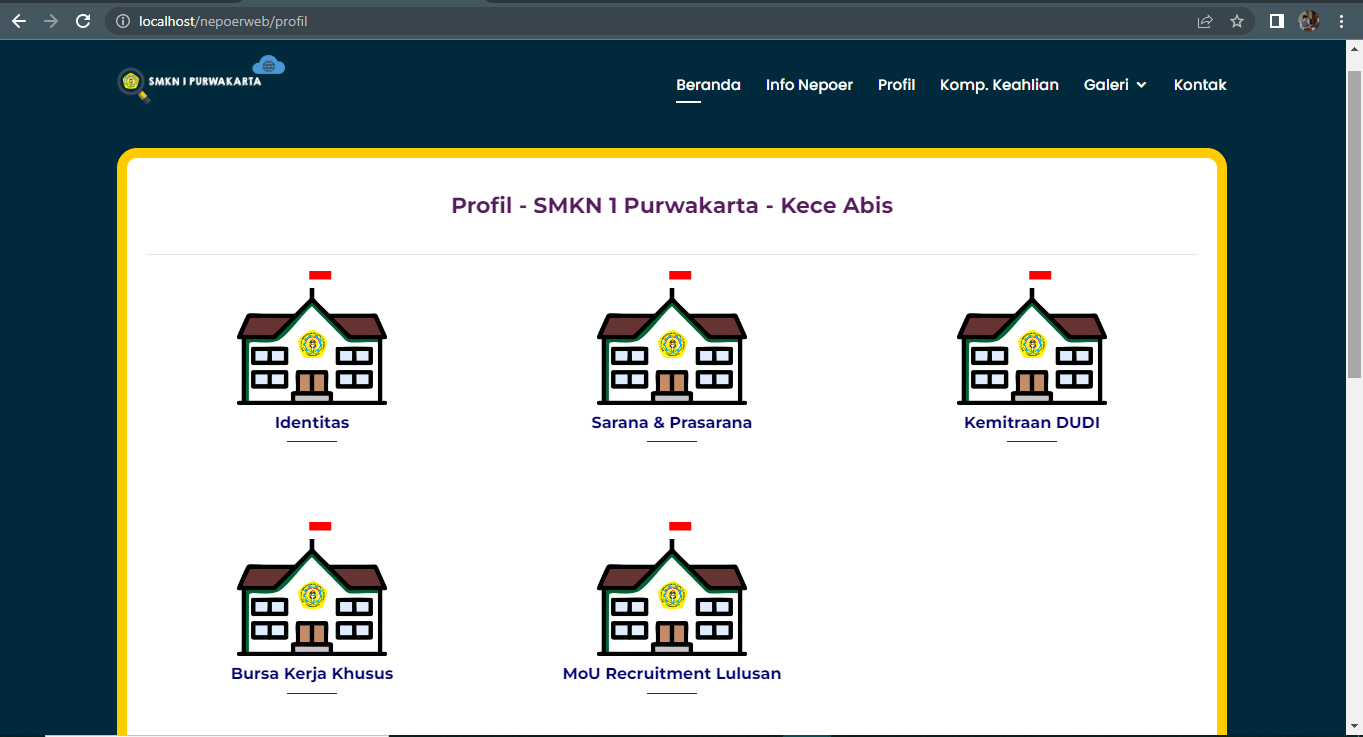 localhost/nepoerweb/profil
SMKN 1 PURWAKARTA
Beranda Info Nepoer Profil Komp. Keahlian Galeri Kontak
Profil - SMKN 1 Purwakarta - Kece Abis
Identitas Sarana & Prasarana Kemitraan DUDI
Bursa Kerja Khusus MoU Recruitment Lulusan